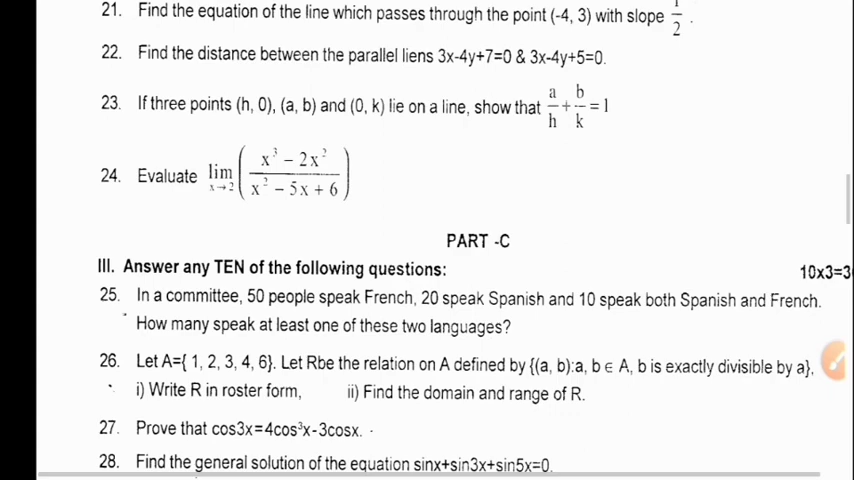 21. Find the equation of the line which passes through the point (-4, 3) with slope 1/2 .
22. Find the distance between the parallel liens 3x-4y+7=0 & 3x-4y+5=0.
23. If three points (h, 0), (a, b) and (0, k) lie on a line, show that a/h + b/k = 1
24. Evaluate lim x→2 ( (x³ − 2x²) / (x² − 5x + 6) )
PART -C
III. Answer any TEN of the following questions: 10x3=3
25. In a committee, 50 people speak French, 20 speak Spanish and 10 speak both Spanish and French.
How many speak at least one of these two languages?
26. Let A={ 1, 2, 3, 4, 6}. Let Rbe the relation on A defined by {(a, b):a, b ∈ A, b is exactly divisible by a},
i) Write R in roster form, ii) Find the domain and range of R.
27. Prove that cos3x=4cos³x-3cosx.
28. Find the general solution of the equation sinx+sin3x+sin5x=0.